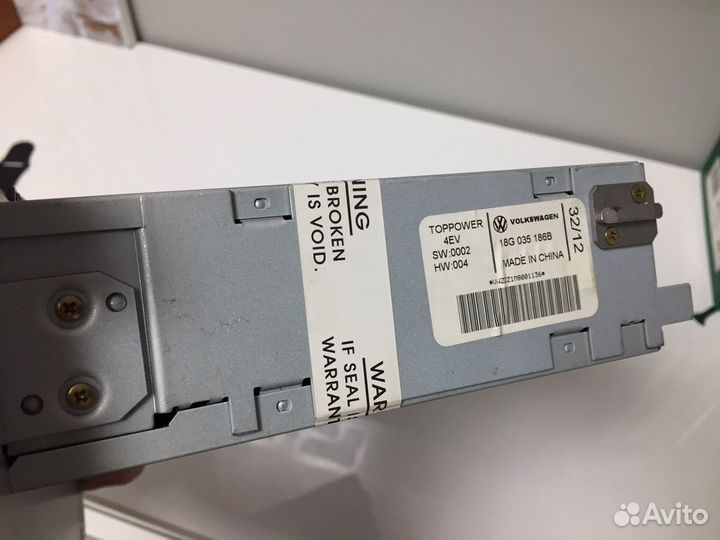 NING
BROKEN
Y IS VOID.
WAR
IF SEAL
WARRAN
TOPPOWER
4EV
SW:0002
HW:004
VOLKSWAGEN
18G 035 186B
MADE IN CHINA
32/12
Avito